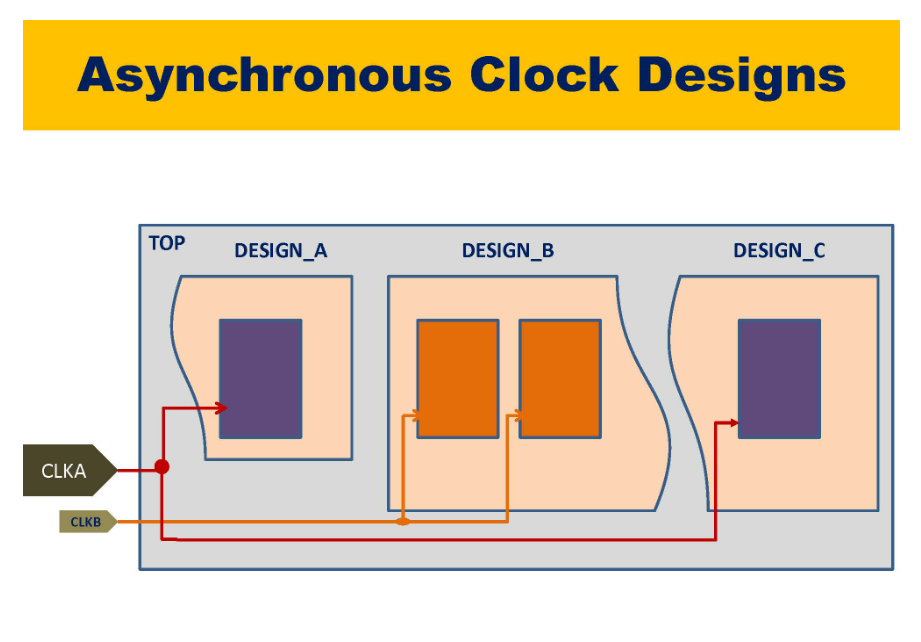 Asynchronous Clock Designs
TOP
DESIGN_A
DESIGN_B
DESIGN_C
CLKA
CLKB